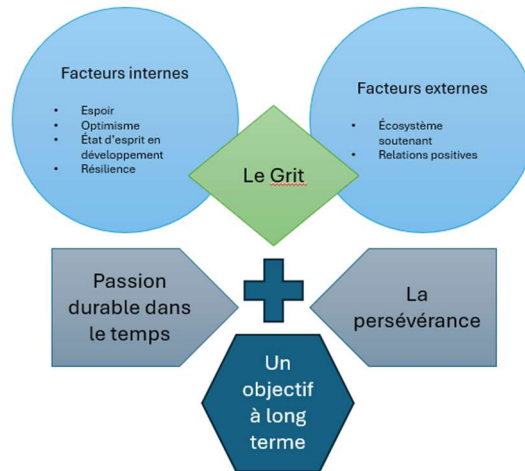 Facteurs internes
• Espoir
• Optimisme
• État d'esprit en
développement
• Résilience
Facteurs externes
• Écosystème
soutenant
• Relations positives
Le Grit
Passion
durable dans
le temps
La
persévérance
Un
objectif
à long
terme